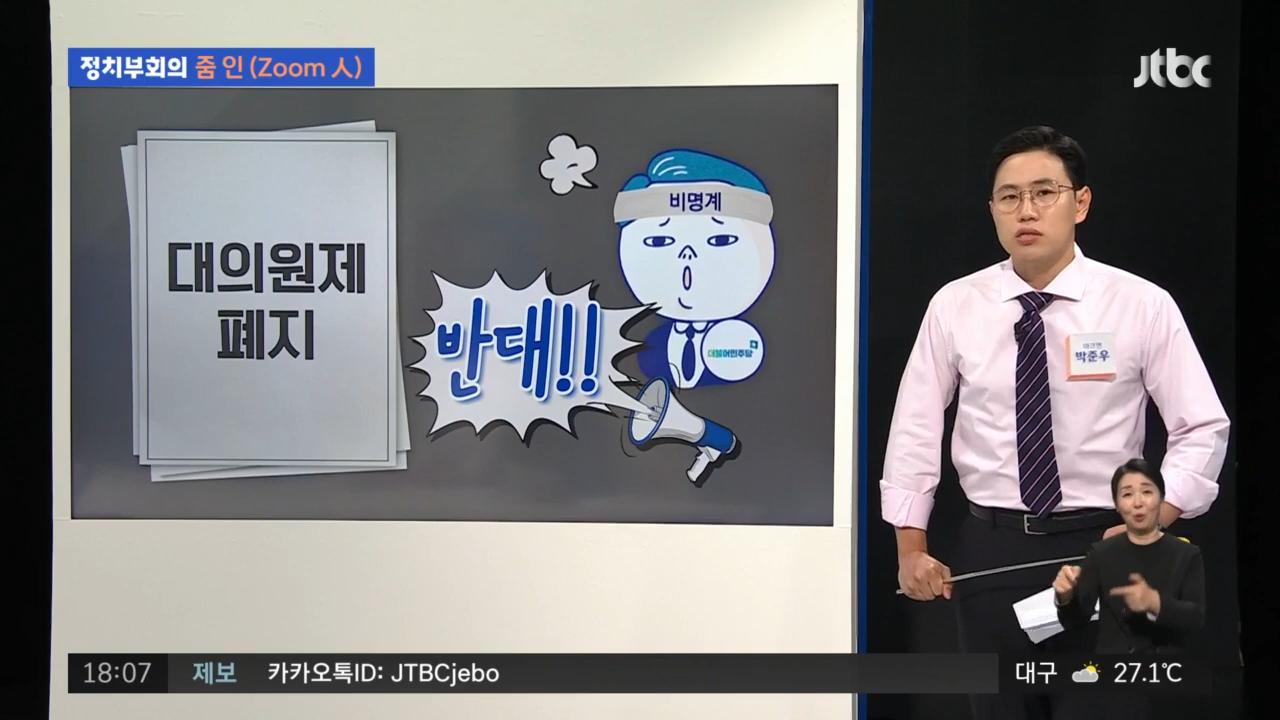 정치부회의 줌 인 (Zoom 人)
jtbc
대의원제
폐지
비명계
반대!!
더불어민주당
박준우
18:07 제보 카카오톡ID: JTBCjebo
대구 27.1℃